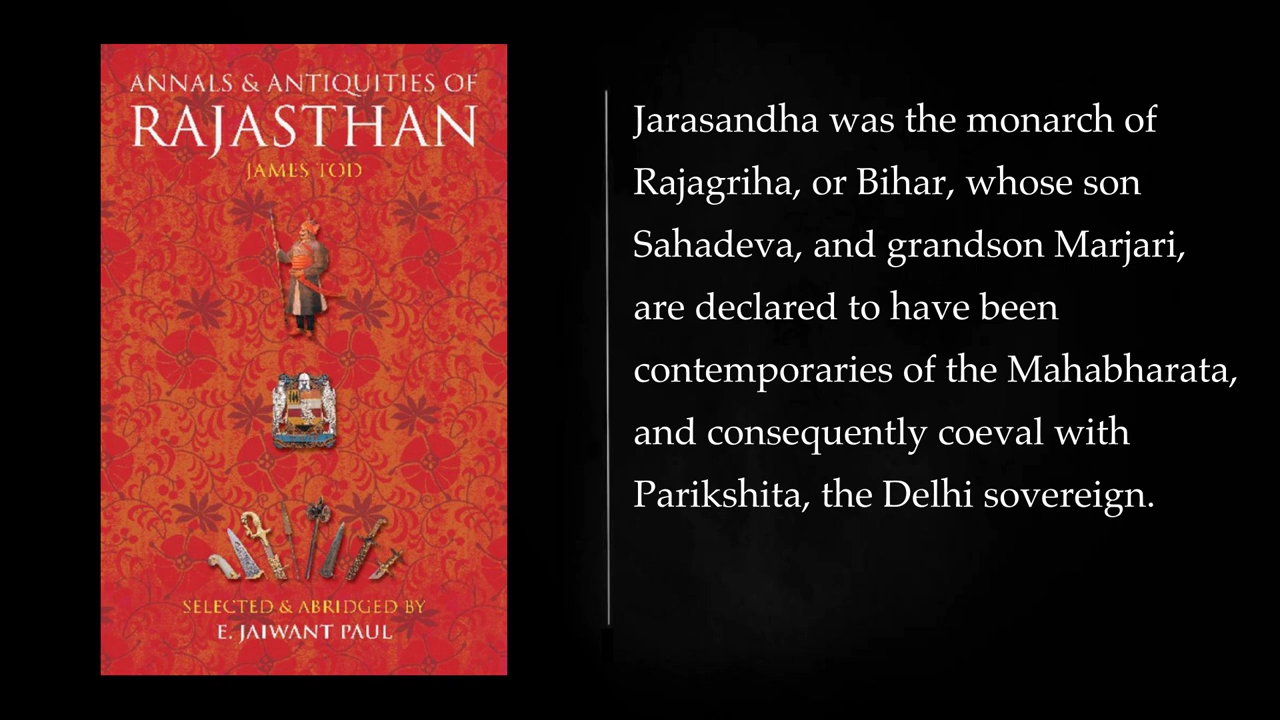 ANNALS & ANTIQUITIES OF
RAJASTHAN
JAMES TOD
SELECTED & ABRIDGED BY
E. JAIWANT PAUL
Jarasandha was the monarch of
Rajagriha, or Bihar, whose son
Sahadeva, and grandson Marjari,
are declared to have been
contemporaries of the Mahabharata,
and consequently coeval with
Parikshita, the Delhi sovereign.